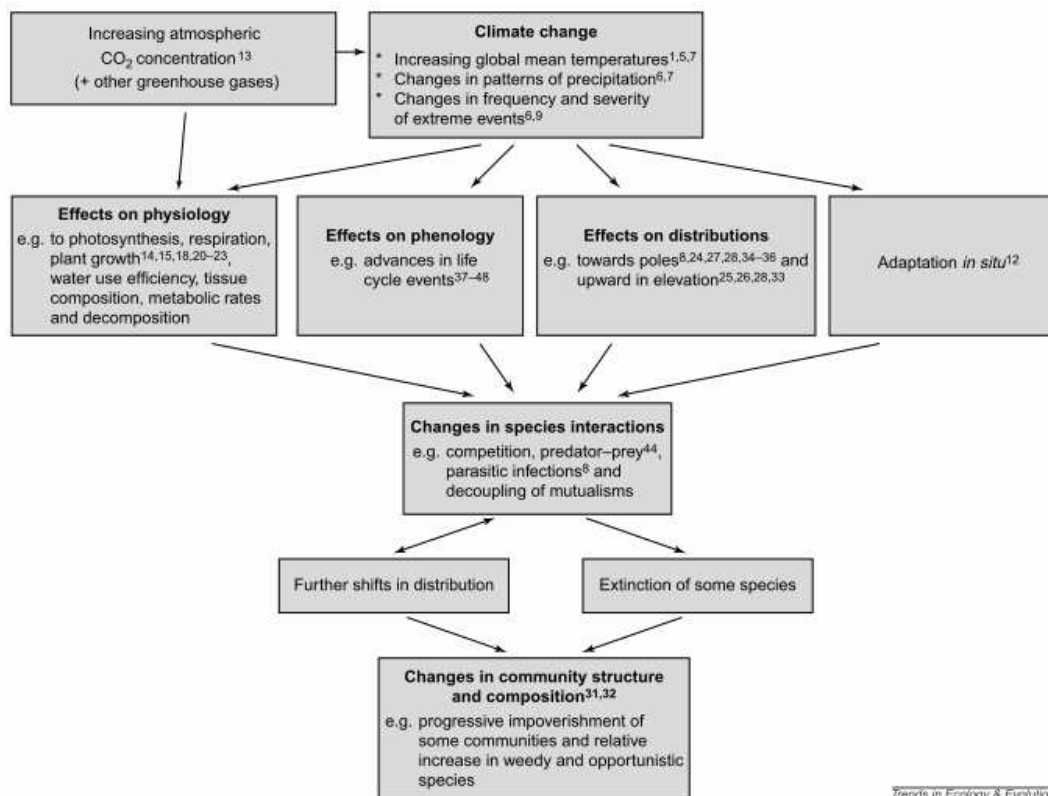 Increasing atmospheric
CO₂ concentration¹³
(+ other greenhouse gases)
Climate change
* Increasing global mean temperatures¹,⁵,⁷
* Changes in patterns of precipitation⁶,⁷
* Changes in frequency and severity
of extreme events⁶,⁹
Effects on physiology
e.g. to photosynthesis, respiration,
plant growth¹⁴,¹⁵,¹⁸,²⁰–²³,
water use efficiency, tissue
composition, metabolic rates
and decomposition
Effects on phenology
e.g. advances in life
cycle events³⁷–⁴⁸
Effects on distributions
e.g. towards poles⁸,²⁴,²⁷,²⁸,³⁴–³⁶ and
upward in elevation²⁵,²⁶,²⁸,³³
Adaptation in situ¹²
Changes in species interactions
e.g. competition, predator–prey⁴⁴,
parasitic infections⁸ and
decoupling of mutualisms
Further shifts in distribution
Extinction of some species
Changes in community structure
and composition³¹,³²
e.g. progressive impoverishment of
some communities and relative
increase in weedy and opportunistic
species
Trends in Ecology & Evolution